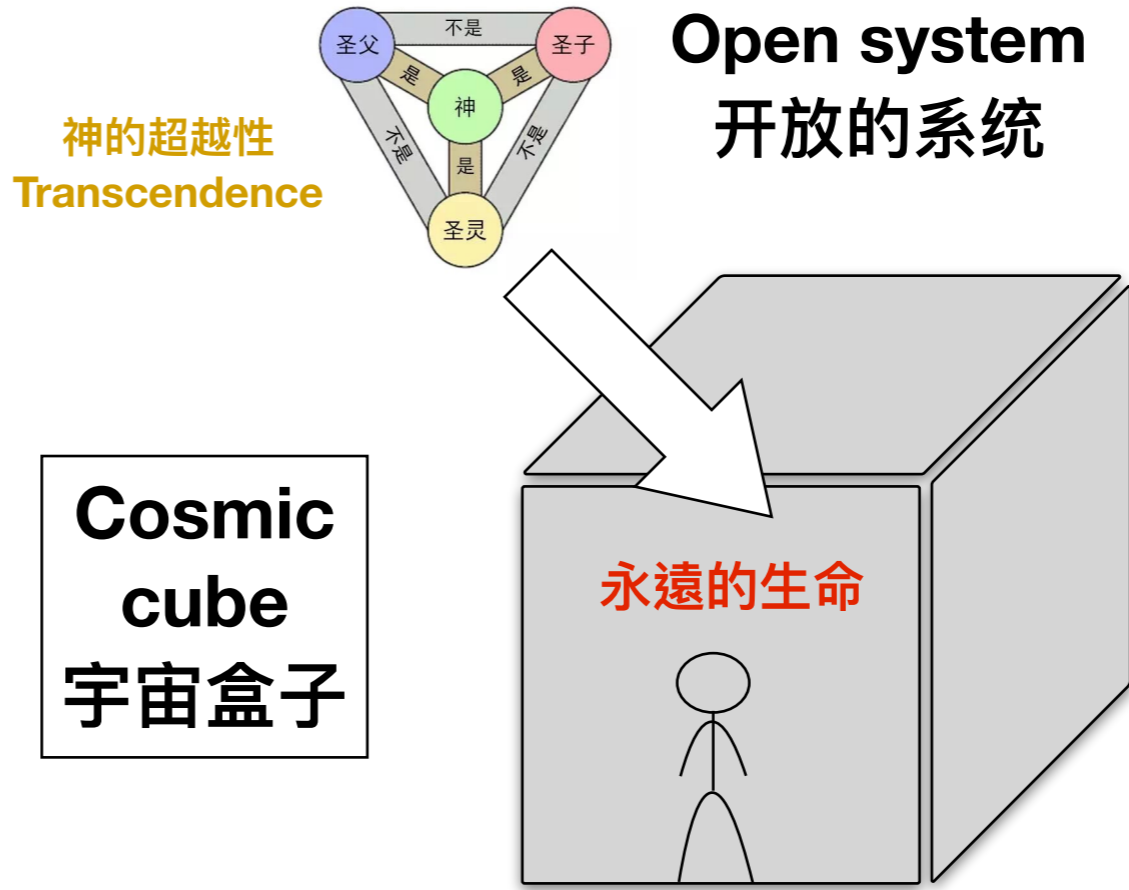 圣父
不是
圣子
是
是
神
不是
不是
是
圣灵
Open system
开放的系统
神的超越性
Transcendence
Cosmic
cube
宇宙盒子
永遠的生命